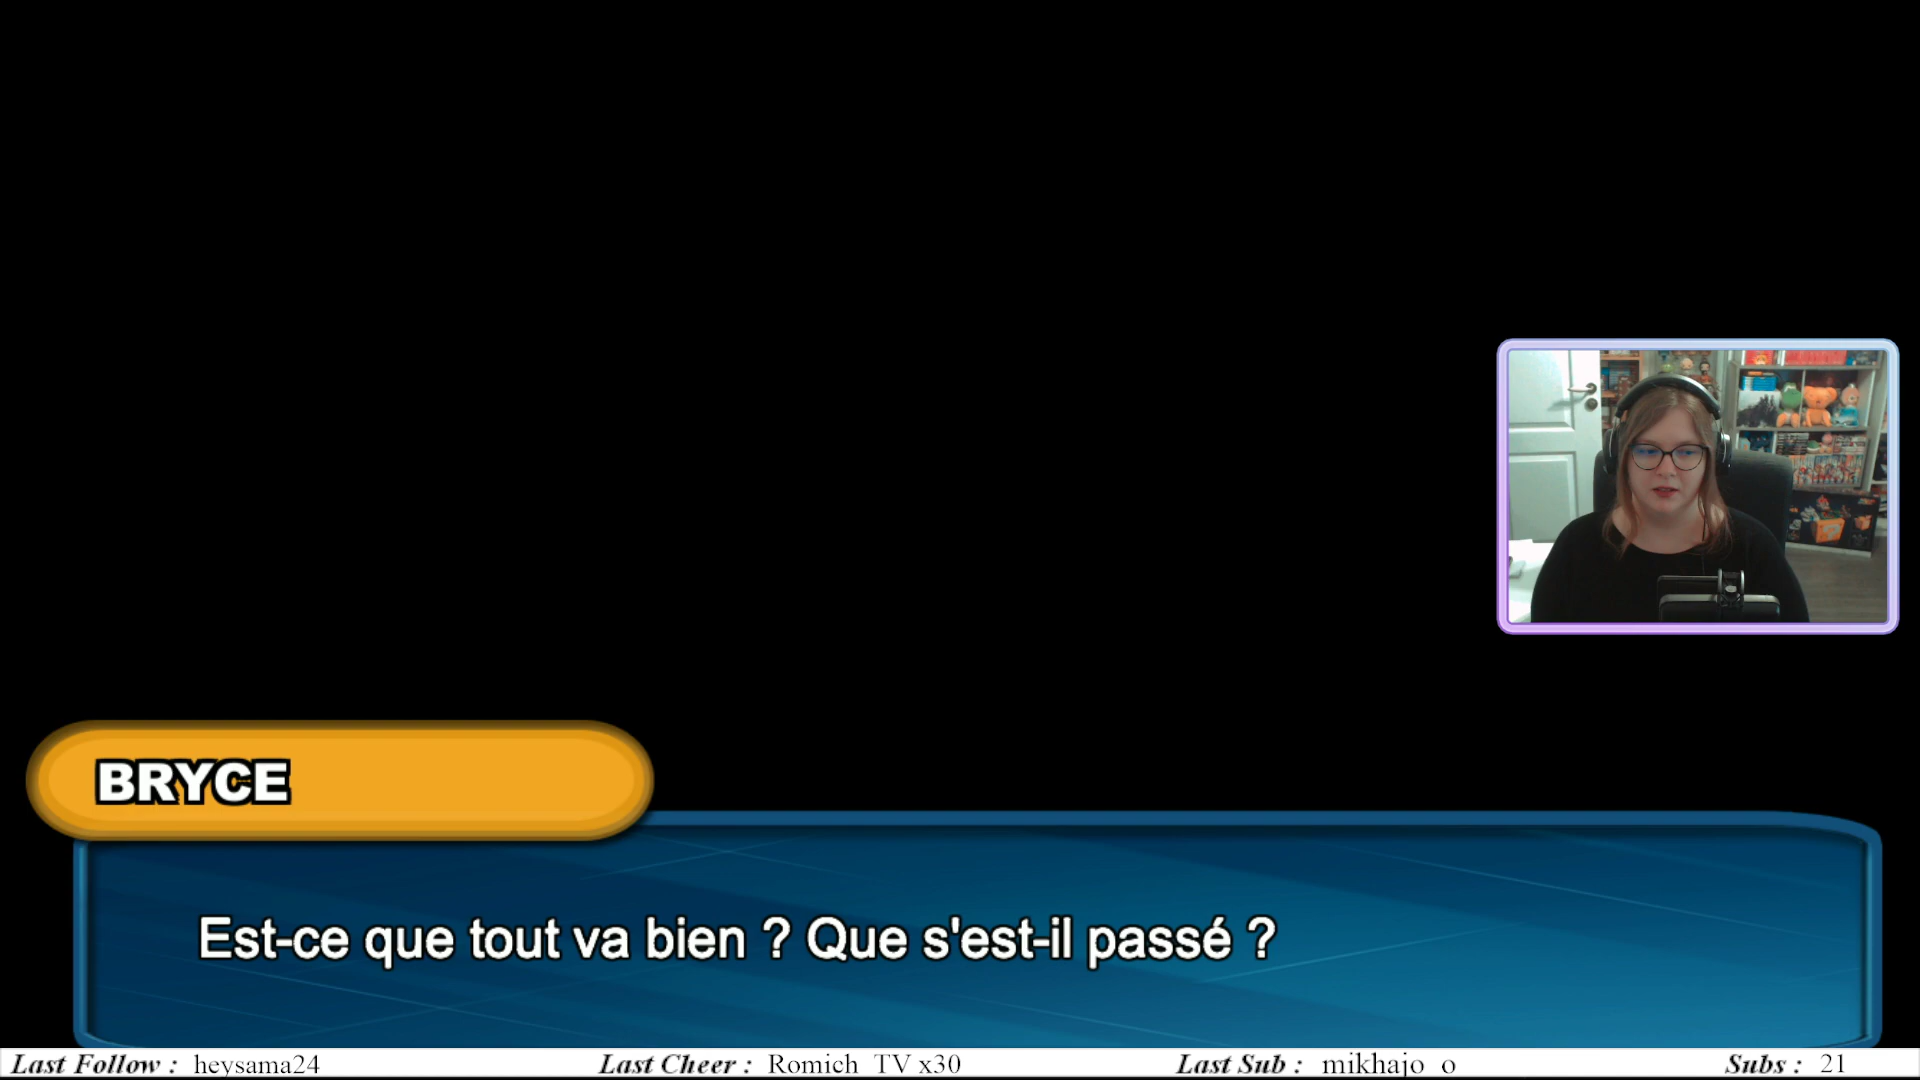 BRYCE
Est-ce que tout va bien ? Que s'est-il passé ?
Last Follow : heysama24 Last Cheer : Romich_TV x30 Last Sub : mikhajo_o Subs : 21